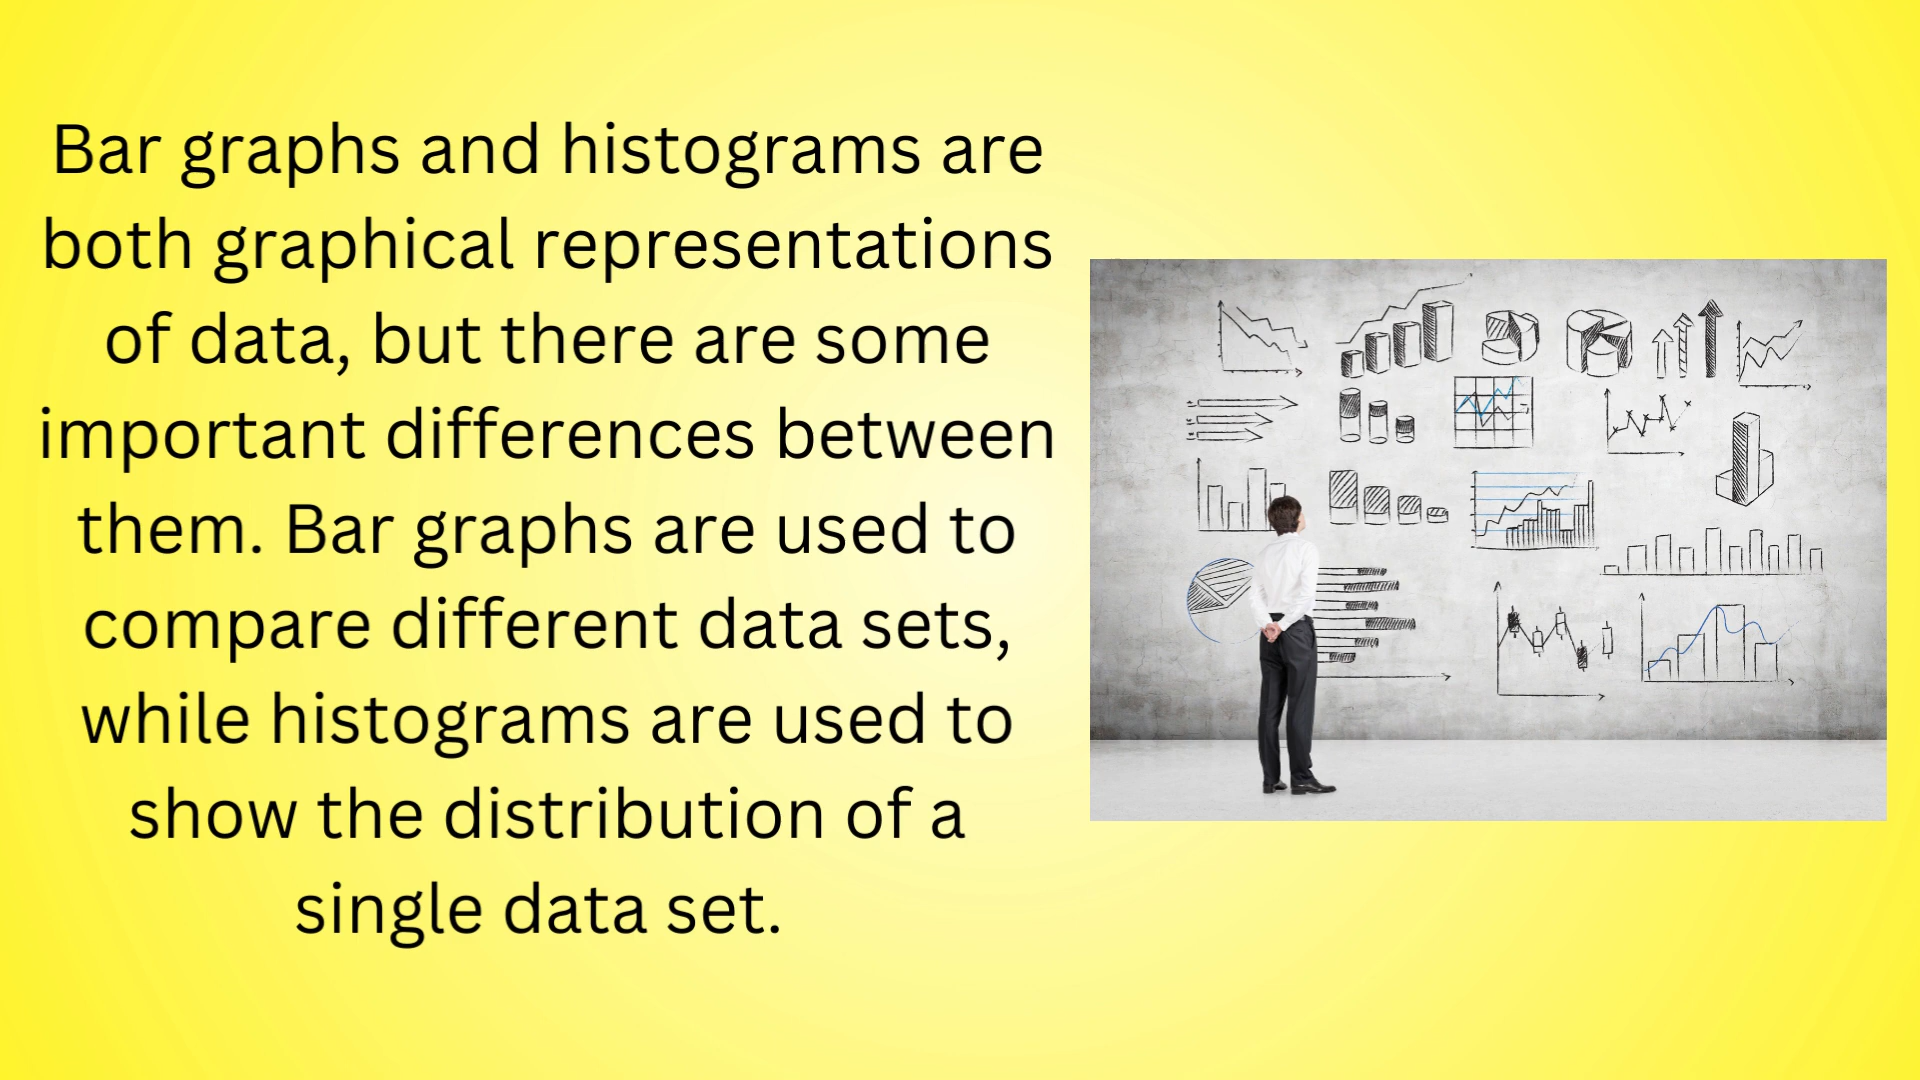 Bar graphs and histograms are
both graphical representations
of data, but there are some
important differences between
them. Bar graphs are used to
compare different data sets,
while histograms are used to
show the distribution of a
single data set.